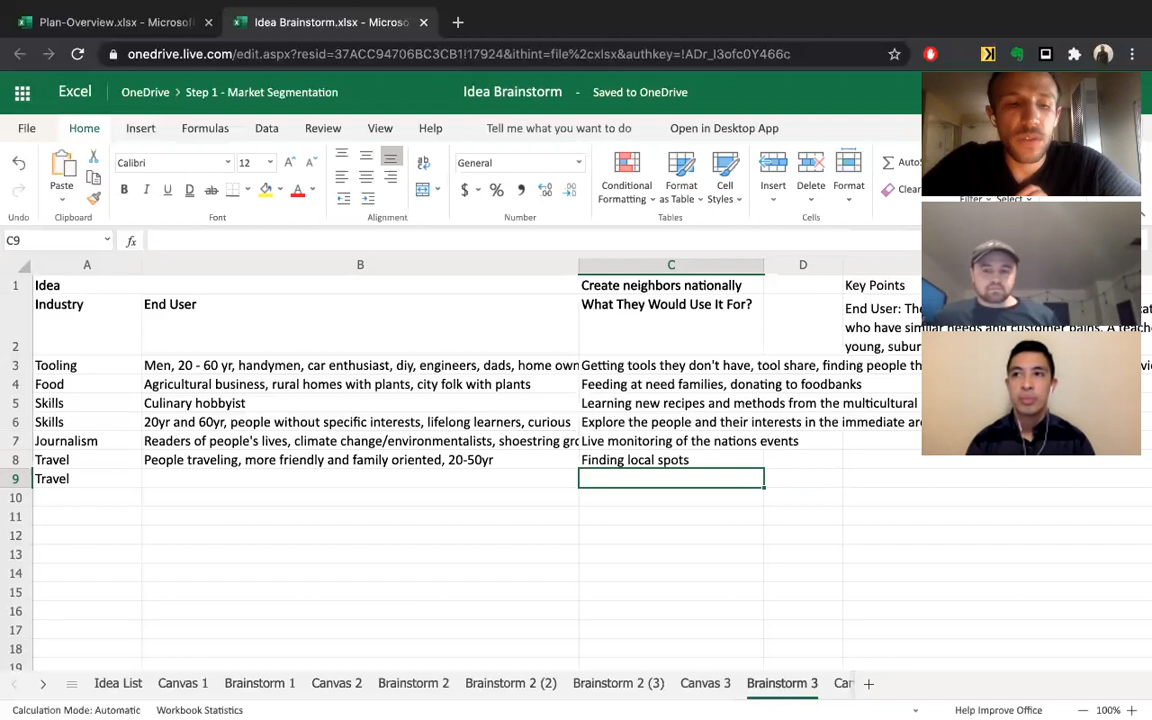 Plan-Overview.xlsx - Microsof
Idea Brainstorm.xlsx - Microso
onedrive.live.com/edit.aspx?resid=37ACC94706BC3CB1!17924&ithint=file%2cxlsx&authkey=!ADr_I3ofc0Y466c
Excel OneDrive > Step 1 - Market Segmentation Idea Brainstorm - Saved to OneDrive
File Home Insert Formulas Data Review View Help Tell me what you want to do Open in Desktop App
Calibri 12 General Auto
Paste Conditional Formatting Format as Table Cell Styles Insert Delete Format Clear
Undo Clipboard Font Alignment Number Tables Cells Filter Select
C9 fx
A B C D
1 Idea Create neighbors nationally Key Points
Industry End User What They Would Use It For? End User: The
who have similar needs and customer pains. A teache
2 young, subur
3 Tooling Men, 20 - 60 yr, handymen, car enthusiast, diy, engineers, dads, home own Getting tools they don't have, tool share, finding people th
4 Food Agricultural business, rural homes with plants, city folk with plants Feeding at need families, donating to foodbanks
5 Skills Culinary hobbyist Learning new recipes and methods from the multicultural
6 Skills 20yr and 60yr, people without specific interests, lifelong learners, curious Explore the people and their interests in the immediate are
7 Journalism Readers of people's lives, climate change/environmentalists, shoestring gro Live monitoring of the nations events
8 Travel People traveling, more friendly and family oriented, 20-50yr Finding local spots
9 Travel
10
11
12
13
14
15
16
17
18
19
Idea List Canvas 1 Brainstorm 1 Canvas 2 Brainstorm 2 Brainstorm 2 (2) Brainstorm 2 (3) Canvas 3 Brainstorm 3 Can
Calculation Mode: Automatic Workbook Statistics Help Improve Office 100%